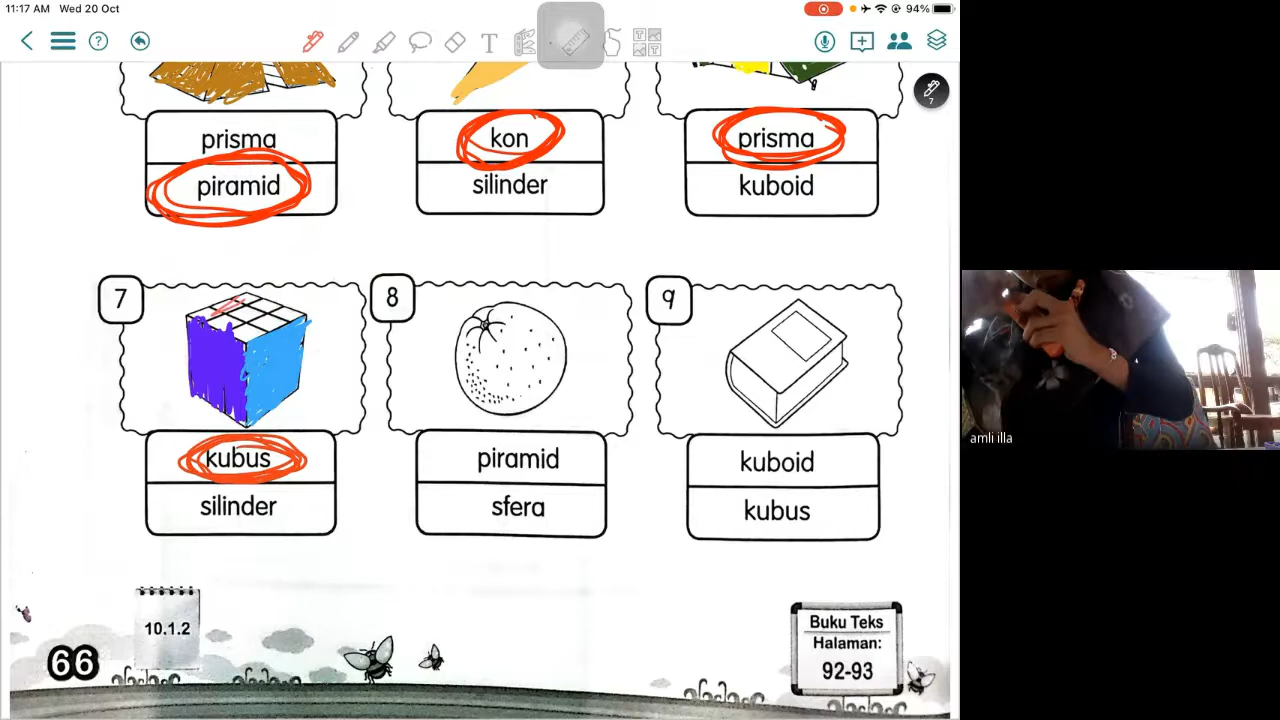 11:17 AM Wed 20 Oct
94%
T
7
prisma
piramid
kon
silinder
prisma
kuboid
7
8
9
kubus
silinder
piramid
sfera
kuboid
kubus
amli illa
10.1.2
66
Buku Teks
Halaman:
92-93